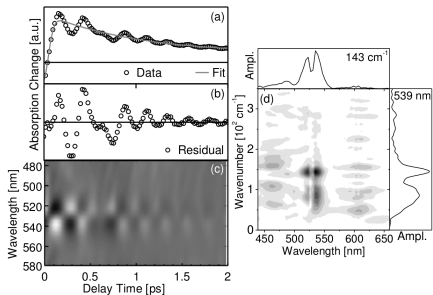 (a)
Data
Fit
Absorption Change [a.u.]
(b)
Residual
(c)
480
500
520
540
560
580
Wavelength [nm]
0
0.5
1
1.5
2
Delay Time [ps]
Ampl.
143 cm⁻¹
(d)
539 nm
3
2
1
0
Wavenumber [10² cm⁻¹]
450
500
550
600
650
Wavelength [nm]
Ampl.